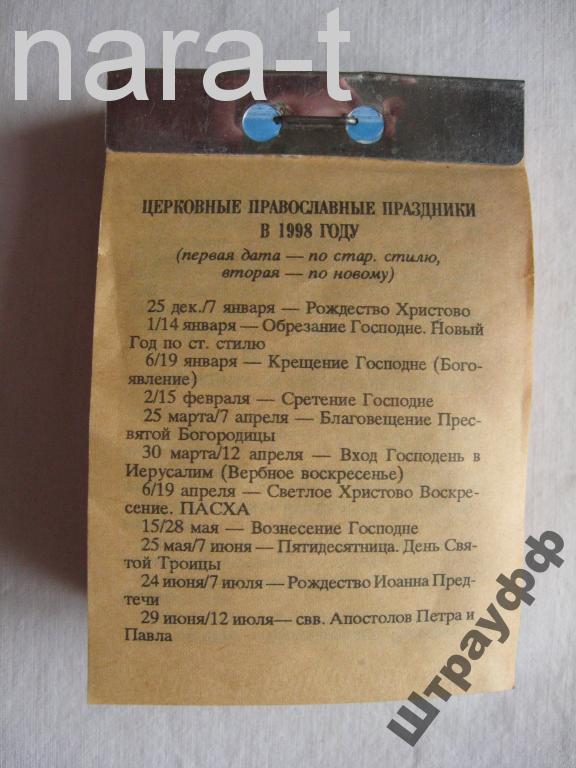 nara-t
ЦЕРКОВНЫЕ ПРАВОСЛАВНЫЕ ПРАЗДНИКИ
В 1998 ГОДУ
(первая дата — по стар. стилю,
вторая — по новому)
25 дек./7 января — Рождество Христово
1/14 января — Обрезание Господне. Новый
Год по ст. стилю
6/19 января — Крещение Господне (Бого-
явление)
2/15 февраля — Сретение Господне
25 марта/7 апреля — Благовещение Прес-
вятой Богородицы
30 марта/12 апреля — Вход Господень в
Иерусалим (Вербное воскресенье)
6/19 апреля — Светлое Христово Воскре-
сение. ПАСХА
15/28 мая — Вознесение Господне
25 мая/7 июня — Пятидесятница. День Свя-
той Троицы
24 июня/7 июля — Рождество Иоанна Пред-
течи
29 июня/12 июля— свв. Апостолов Петра и
Павла
Штрауфф